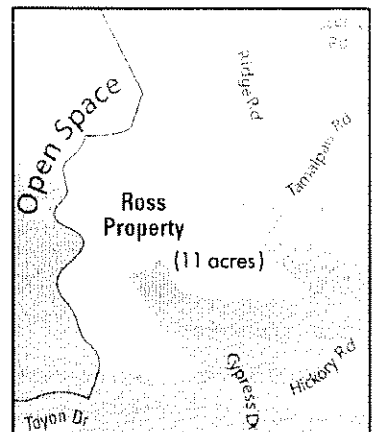 Ridge Rd
Open Space
Tamalpais Rd
Ross
Property
(11 acres)
Cypress Dr
Hickory Rd
Toyon Dr